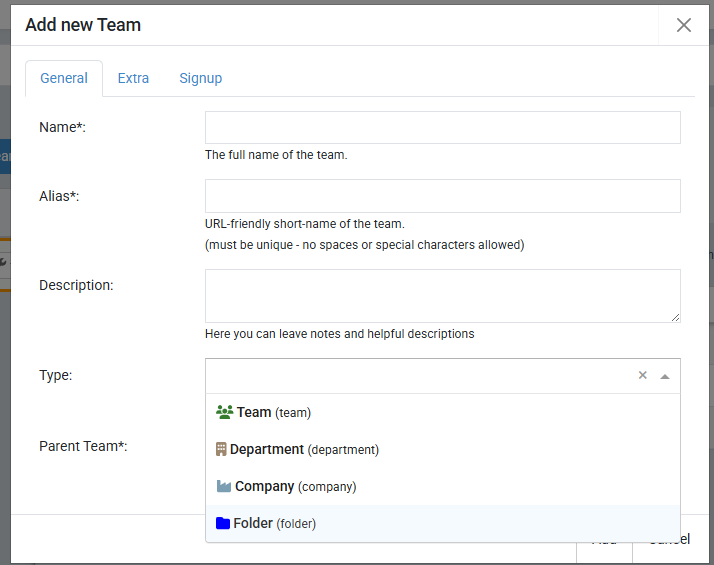 Add new Team
General
Extra
Signup
Name*:
The full name of the team.
Alias*:
URL-friendly short-name of the team.
(must be unique - no spaces or special characters allowed)
Description:
Here you can leave notes and helpful descriptions
Type:
Team (team)
Department (department)
Parent Team*:
Company (company)
Folder (folder)